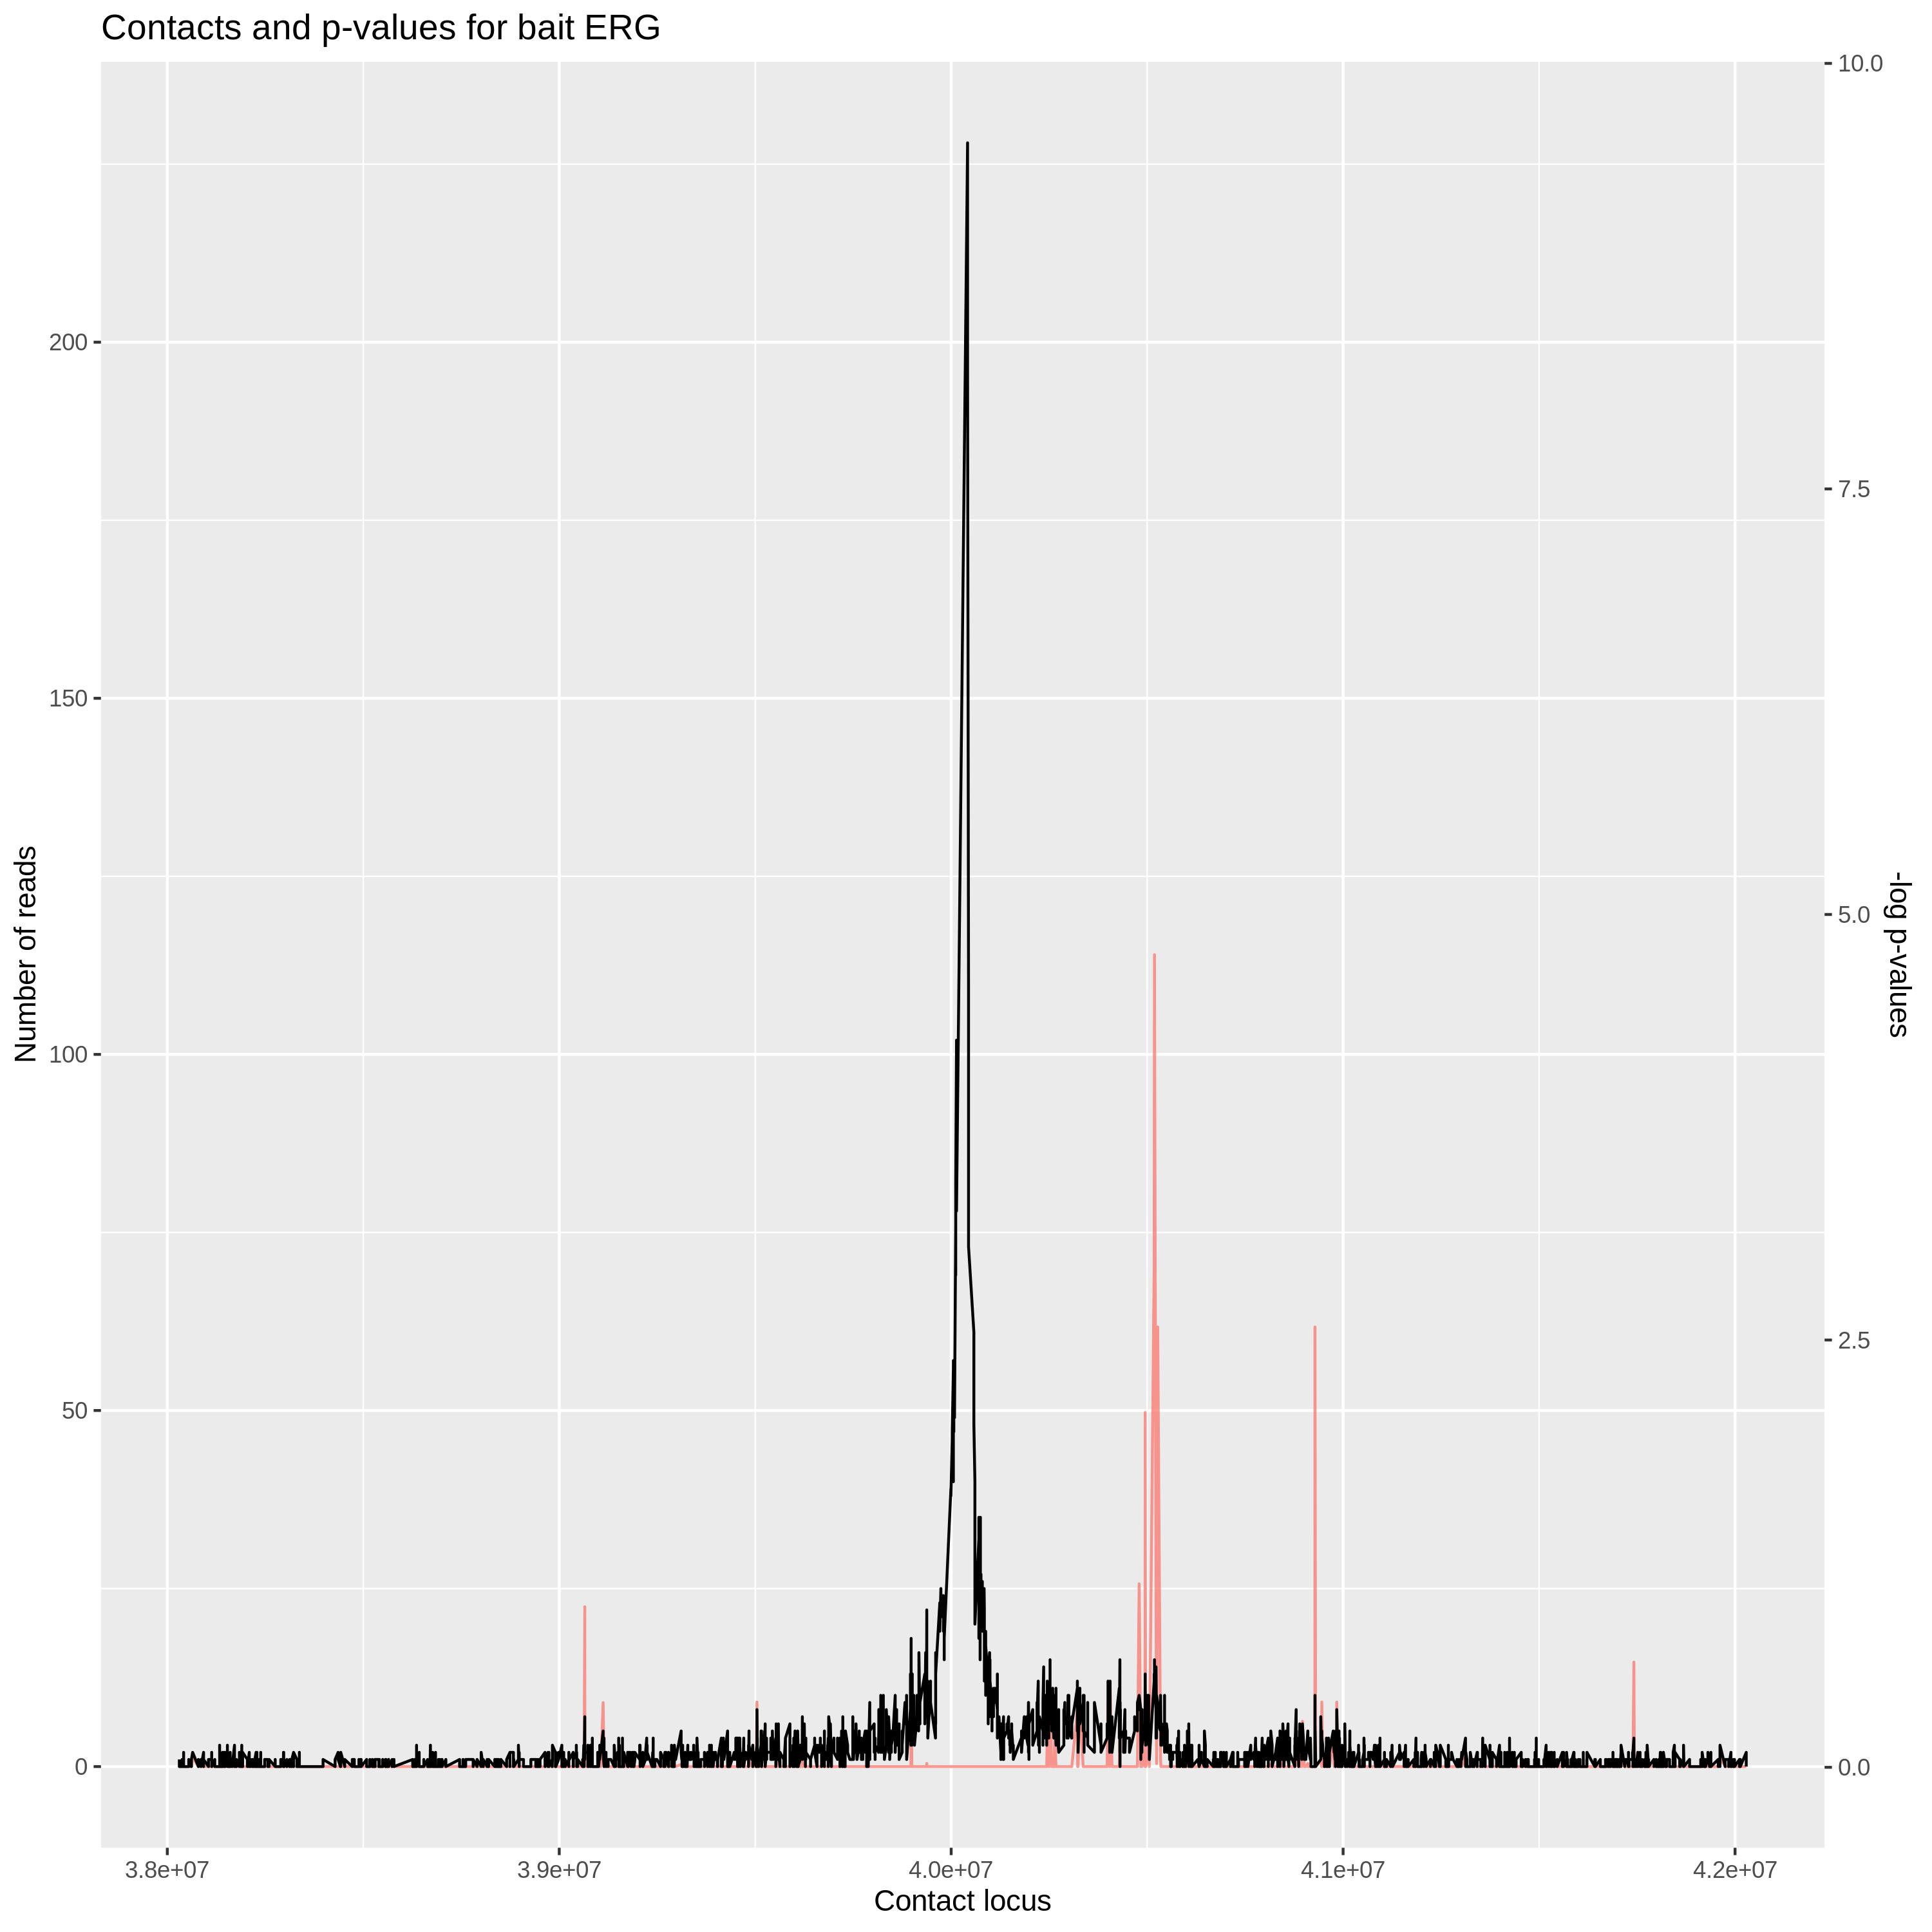 Contacts and p-values for bait ERG
10.0
7.5
5.0
2.5
0.0
-log p-values
200
150
100
50
0
Number of reads
3.8e+07 3.9e+07 4.0e+07 4.1e+07 4.2e+07
Contact locus